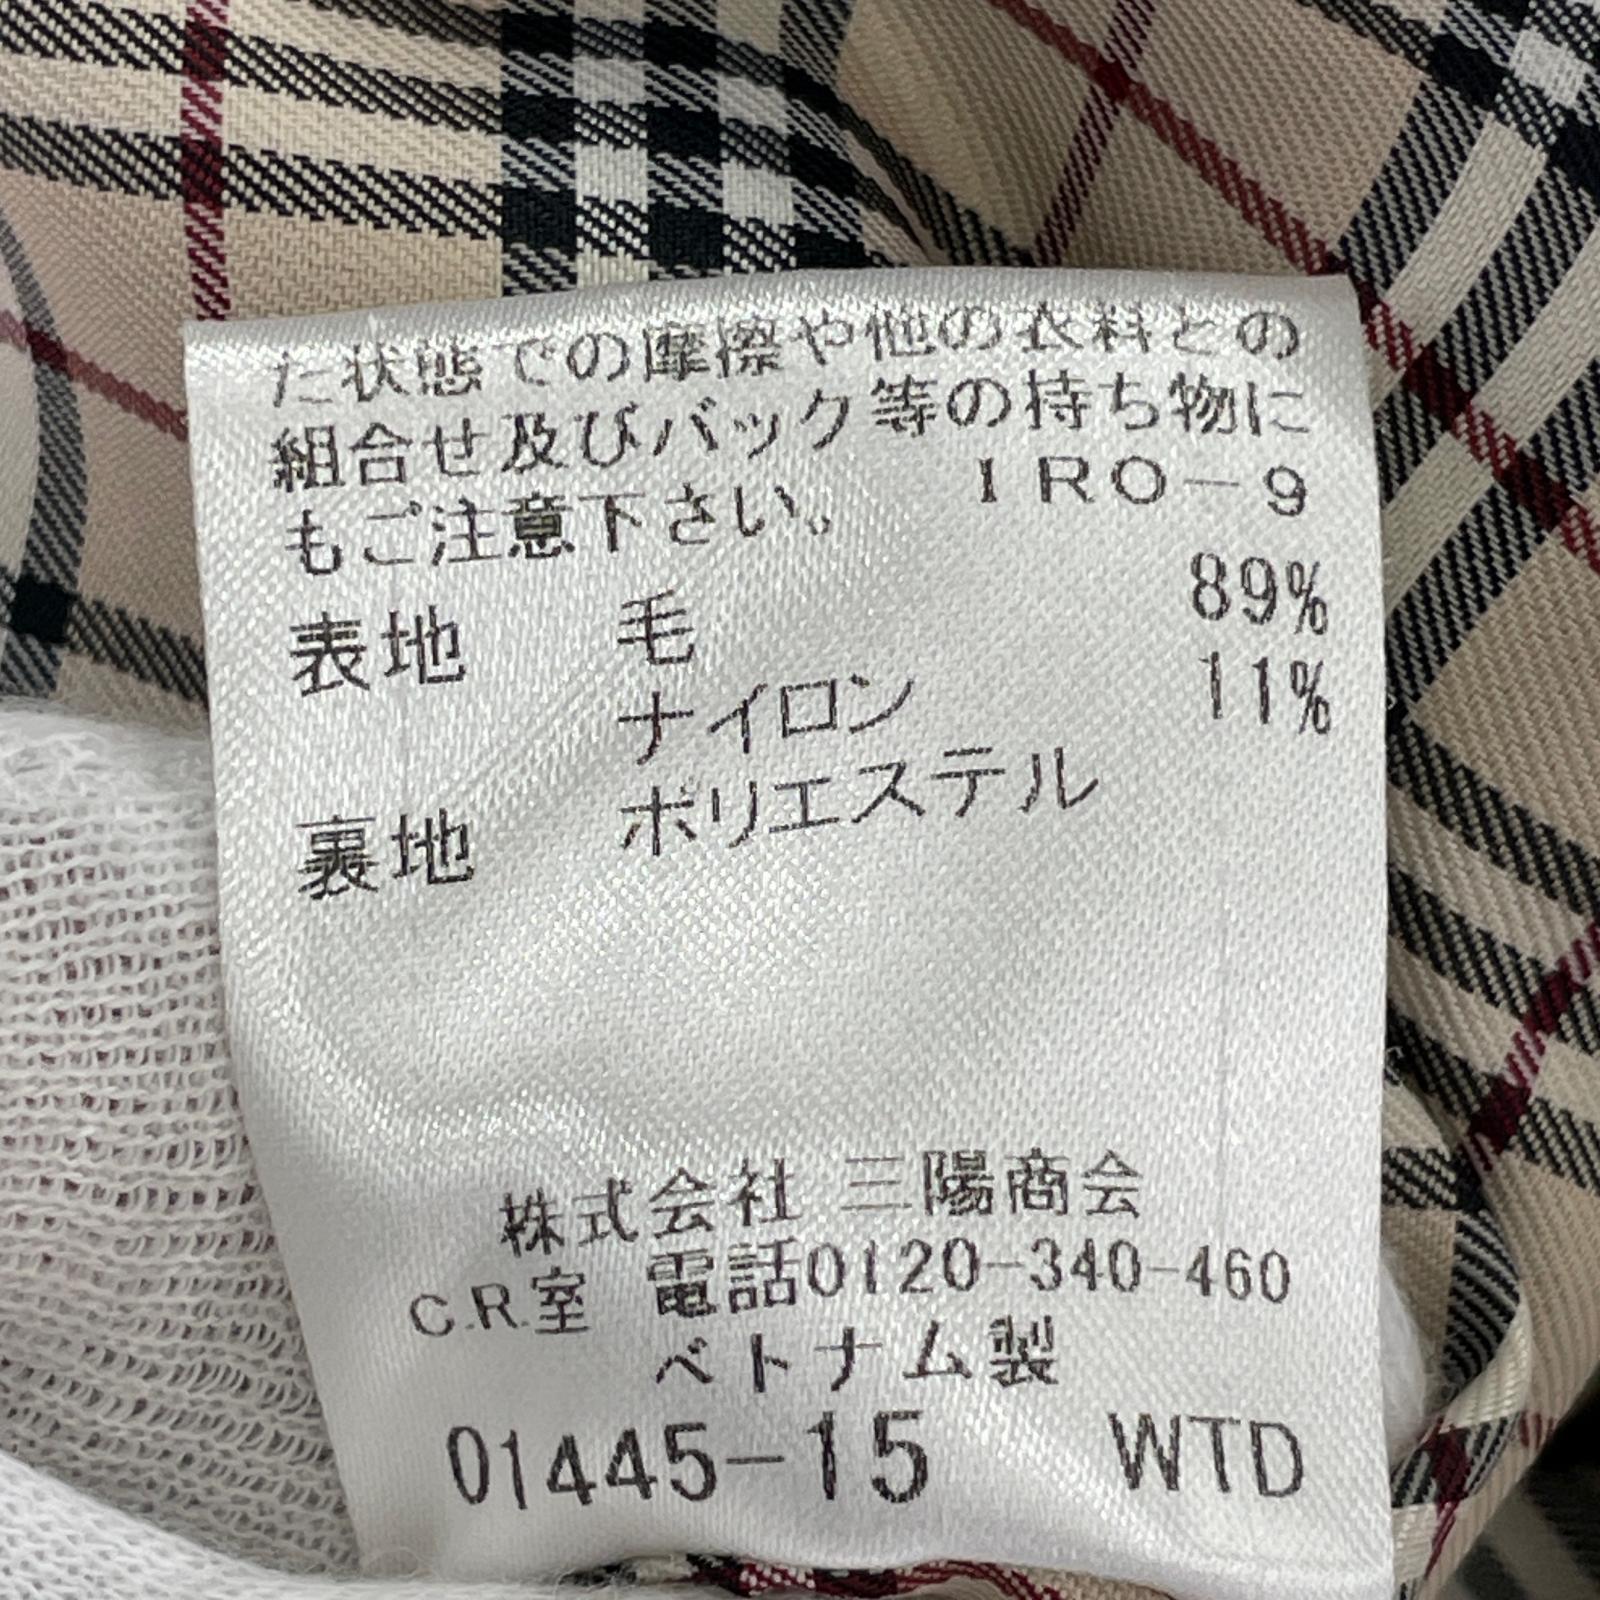 た状態での摩擦や他の衣料との
組合せ及びバック等の持ち物に
もご注意下さい。 IRO-9
表地 毛 89%
ナイロン 11%
裏地 ポリエステル
株式会社 三陽商会
C.R.室 電話0120-340-460
ベトナム製
01445-15 WTD